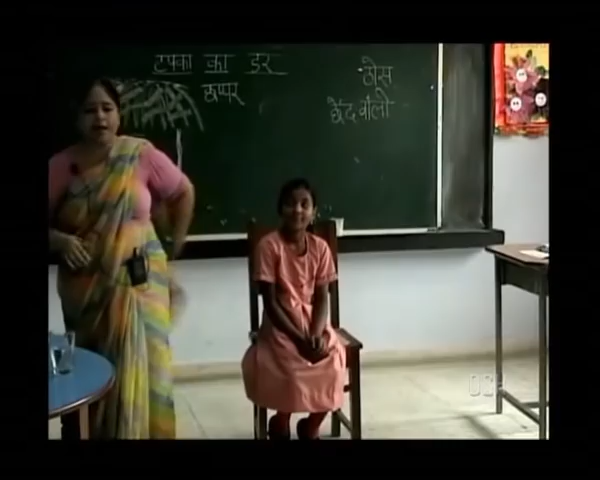 टपका का डर
छप्पर
ठोस
छेद वाली